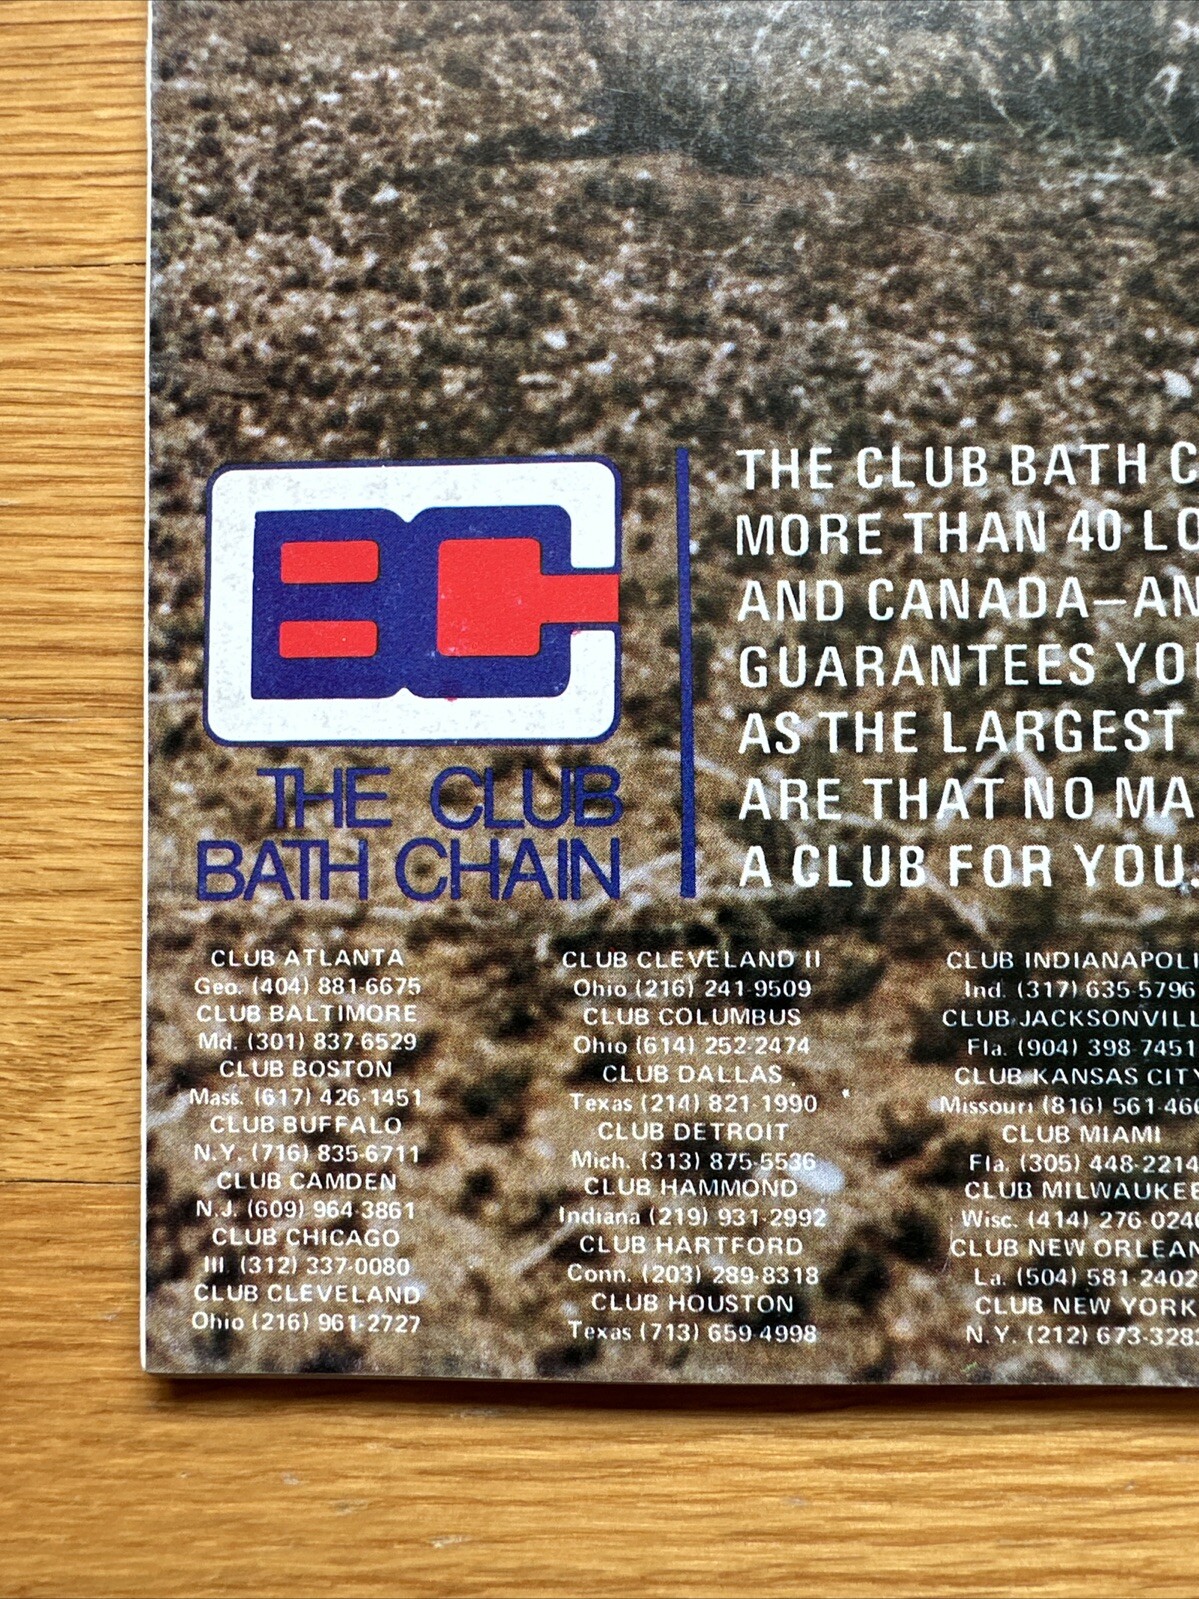 BC
THE CLUB
BATH CHAIN
THE CLUB BATH C
MORE THAN 40 LO
AND CANADA—AN
GUARANTEES YOU
AS THE LARGEST
ARE THAT NO MA
A CLUB FOR YOU.
CLUB ATLANTA
Geo. (404) 881-6675
CLUB BALTIMORE
Md. (301) 837-6529
CLUB BOSTON
Mass. (617) 426-1451
CLUB BUFFALO
N.Y. (716) 835-6711
CLUB CAMDEN
N.J. (609) 964-3861
CLUB CHICAGO
Ill. (312) 337-0080
CLUB CLEVELAND
Ohio (216) 961-2727
CLUB CLEVELAND II
Ohio (216) 241-9509
CLUB COLUMBUS
Ohio (614) 252-2474
CLUB DALLAS
Texas (214) 821-1990
CLUB DETROIT
Mich. (313) 875-5536
CLUB HAMMOND
Indiana (219) 931-2992
CLUB HARTFORD
Conn. (203) 289-8318
CLUB HOUSTON
Texas (713) 659-4998
CLUB INDIANAPOLI
Ind. (317) 635-5796
CLUB JACKSONVILL
Fla. (904) 398-7451
CLUB KANSAS CITY
Missouri (816) 561-466
CLUB MIAMI
Fla. (305) 448-2214
CLUB MILWAUKEE
Wisc. (414) 276-0246
CLUB NEW ORLEAN
La. (504) 581-2402
CLUB NEW YORK
N.Y. (212) 673-328